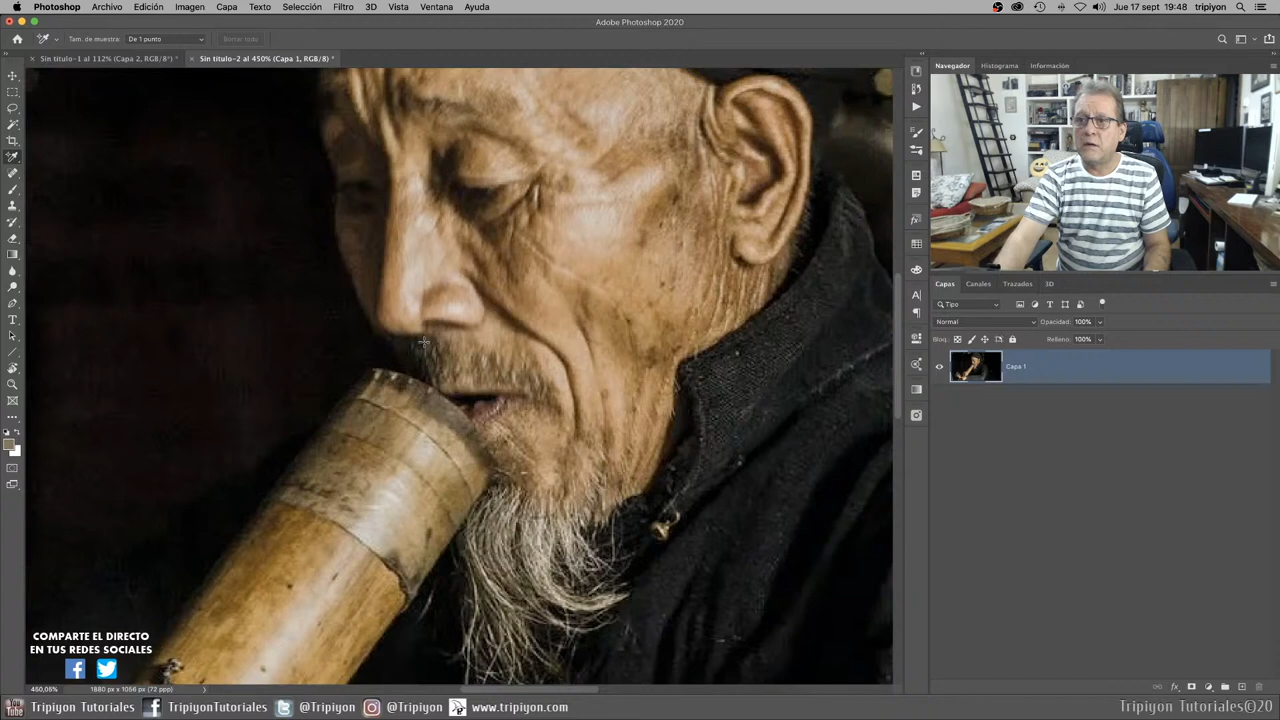 Photoshop Archivo Edición Imagen Capa Texto Selección Filtro 3D Vista Ventana Ayuda Jue 17 sept 19:48 tripiyon
Adobe Photoshop 2020
Tam. de muestra: De 1 punto Borrar todo
Sin título-1 al 112% (Capa 2, RGB/8*) * Sin título-2 al 450% (Capa 1, RGB/8) *
Navegador Histograma Información
Capas Canales Trazados 3D
Tipo
Normal Opacidad: 100%
Bloq.: Relleno: 100%
Capa 1
COMPARTE EL DIRECTO
EN TUS REDES SOCIALES
450,05% 1880 px x 1056 px (72 ppp)
Tripiyon Tutoriales TripiyonTutoriales @Tripiyon @Tripiyon www.tripiyon.com Tripiyon Tutoriales©20